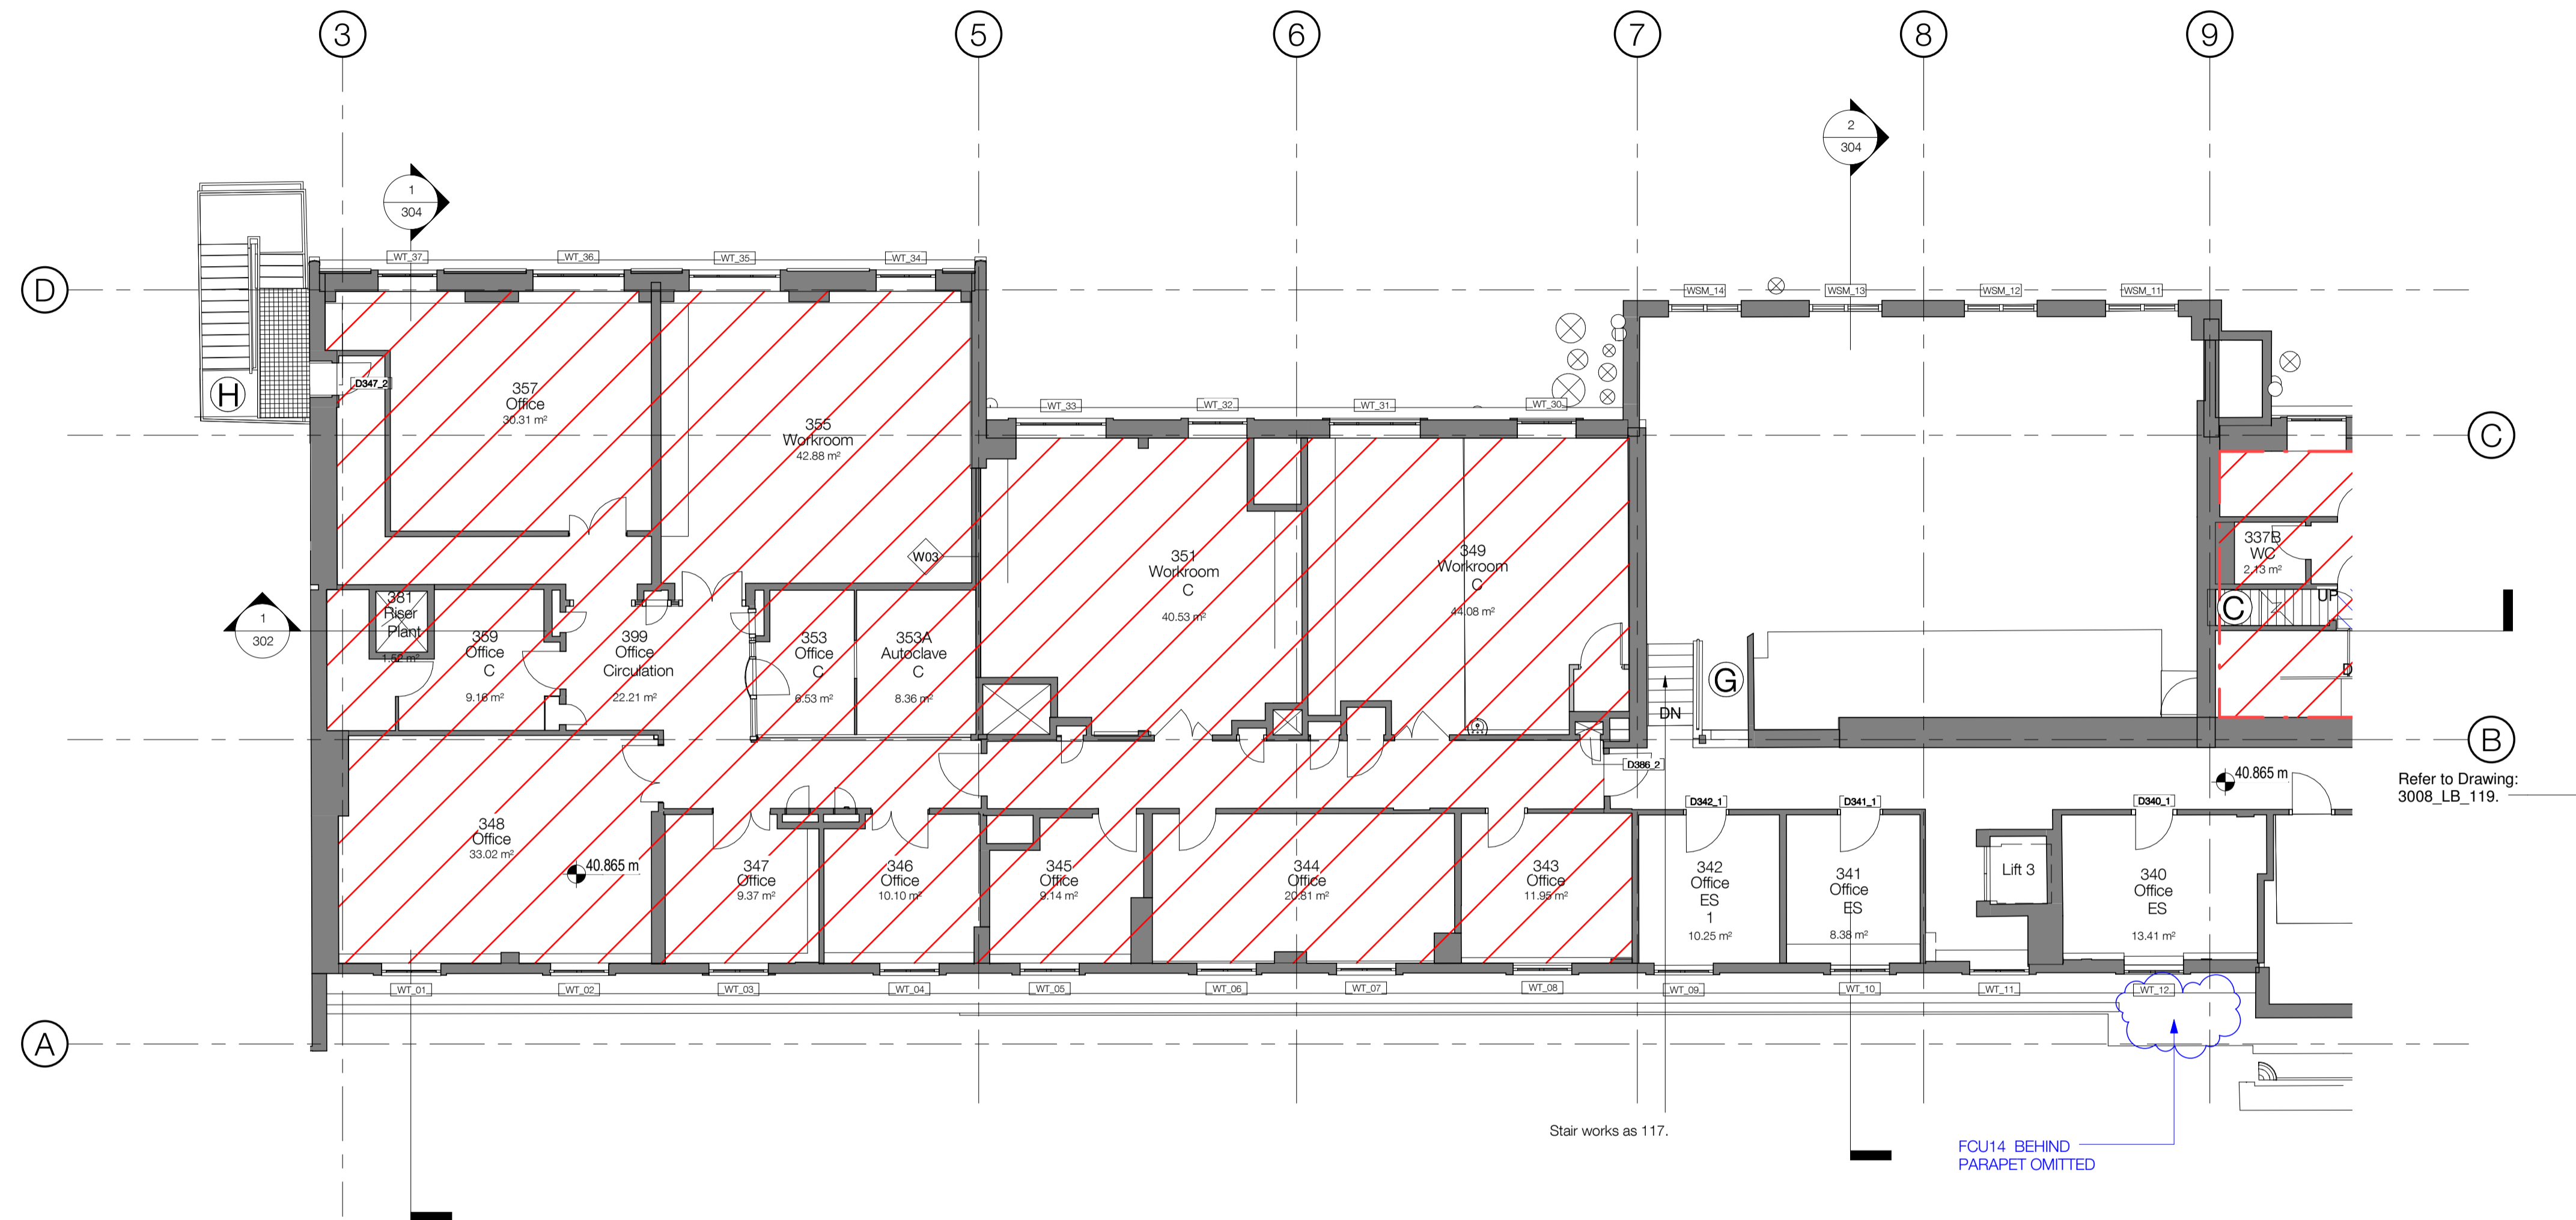 3
5
6
7
8
9
2
304
1
304
WT_37
WT_36
WT_35
WT_34
D
WSM_14
WSM_13
WSM_12
WSM_11
H
D347_2
357
Office
30.31 m²
355
Workroom
42.88 m²
WT_33
WT_32
WT_31
WT_30
C
W03
351
Workroom
C
40.53 m²
349
Workroom
C
44.08 m²
337B
WC
2.13 m²
UP
C
D
1
302
381
Riser
Plant
1.52 m²
359
Office
C
9.16 m²
399
Office
Circulation
22.21 m²
353
Office
C
6.53 m²
353A
Autoclave
C
8.36 m²
G
DN
B
D386_2
40.865 m
Refer to Drawing:
3008_LB_119.
D342_1
D341_1
D340_1
348
Office
33.02 m²
40.865 m
347
Office
9.37 m²
346
Office
10.10 m²
345
Office
9.14 m²
344
Office
20.81 m²
343
Office
11.95 m²
342
Office
ES
1
10.25 m²
341
Office
ES
8.38 m²
Lift 3
340
Office
ES
13.41 m²
WT_01
WT_02
WT_03
WT_04
WT_05
WT_06
WT_07
WT_08
WT_09
WT_10
WT_11
WT_12
A
Stair works as 117.
FCU14 BEHIND
PARAPET OMITTED